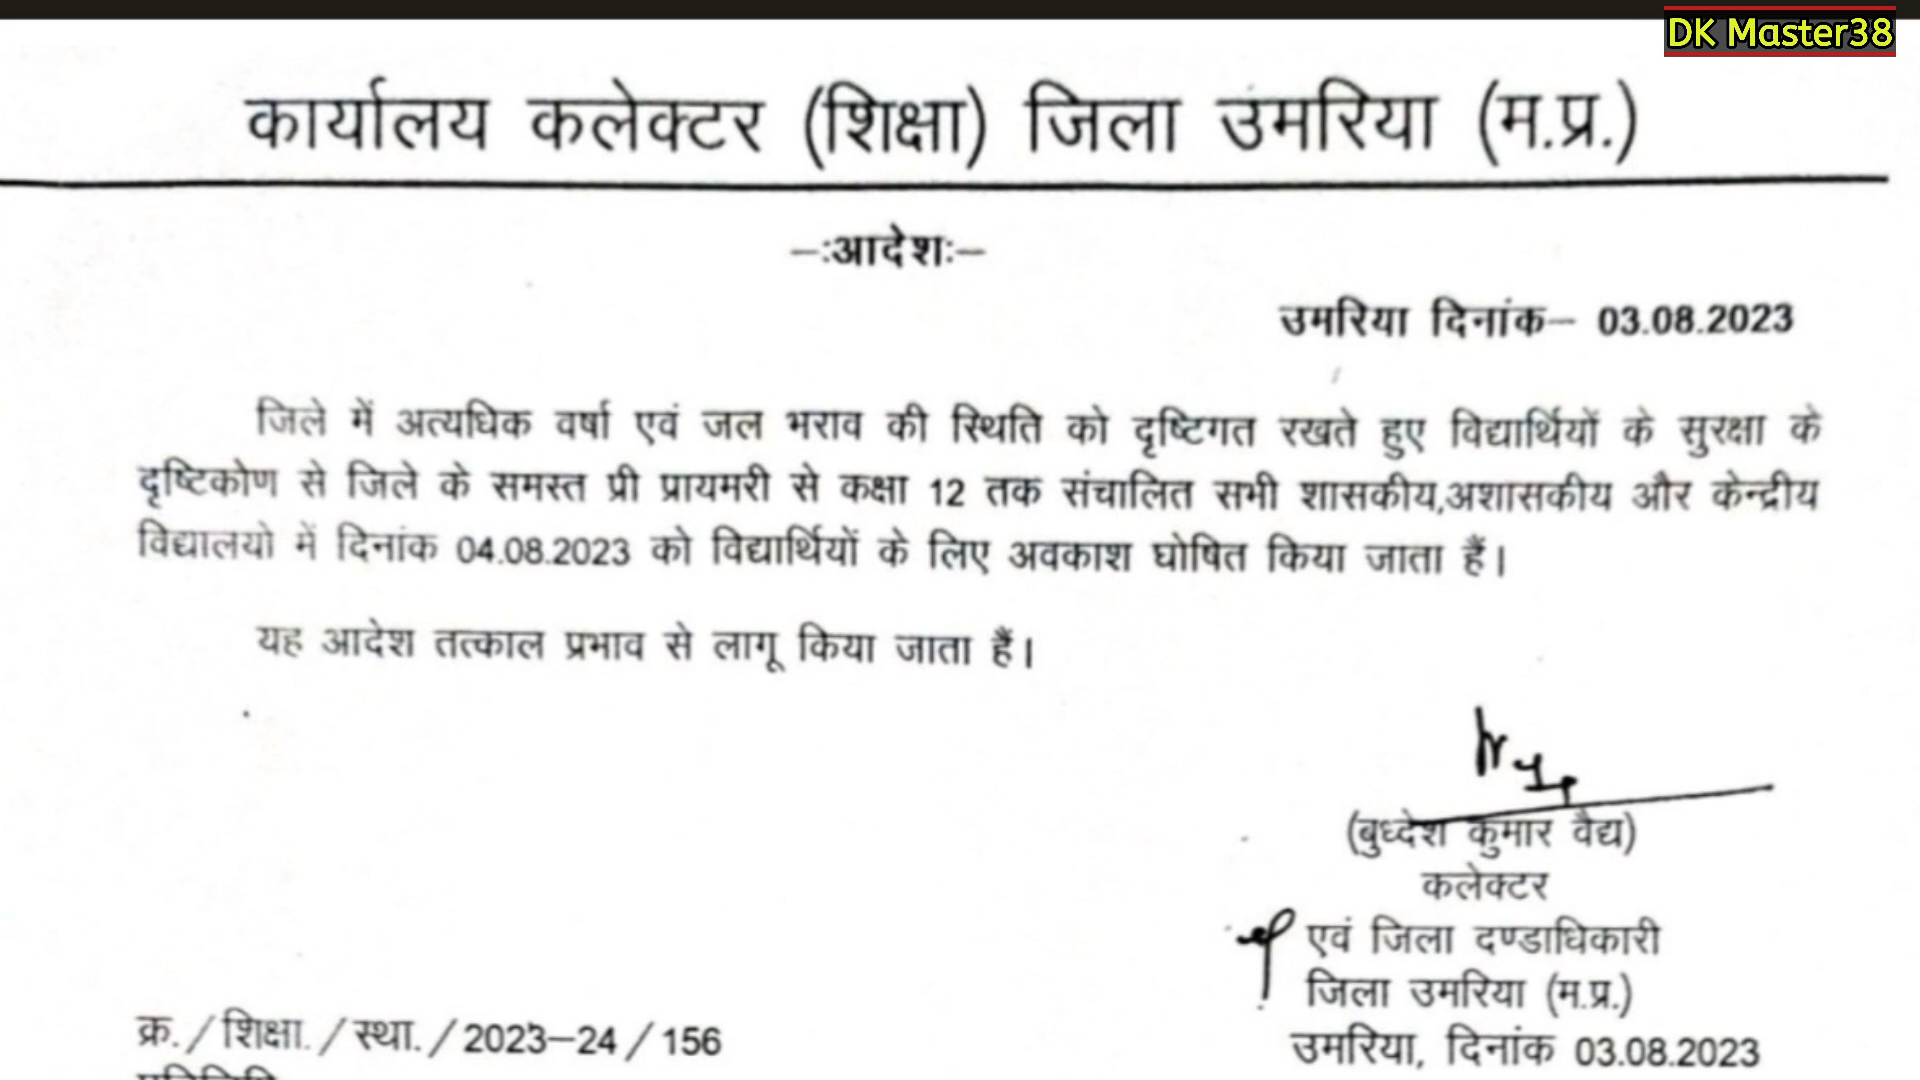 DK Master38
कार्यालय कलेक्टर (शिक्षा) जिला उमरिया (म.प्र.)
–:आदेश:–
उमरिया दिनांक– 03.08.2023
जिले में अत्यधिक वर्षा एवं जल भराव की स्थिति को दृष्टिगत रखते हुए विद्यार्थियों के सुरक्षा के
दृष्टिकोण से जिले के समस्त प्री प्रायमरी से कक्षा 12 तक संचालित सभी शासकीय,अशासकीय और केन्द्रीय
विद्यालयो में दिनांक 04.08.2023 को विद्यार्थियों के लिए अवकाश घोषित किया जाता हैं।
यह आदेश तत्काल प्रभाव से लागू किया जाता हैं।
(बुध्देश कुमार वैद्य)
कलेक्टर
एवं जिला दण्डाधिकारी
जिला उमरिया (म.प्र.)
क्र./शिक्षा./स्था./2023–24/156
उमरिया, दिनांक 03.08.2023